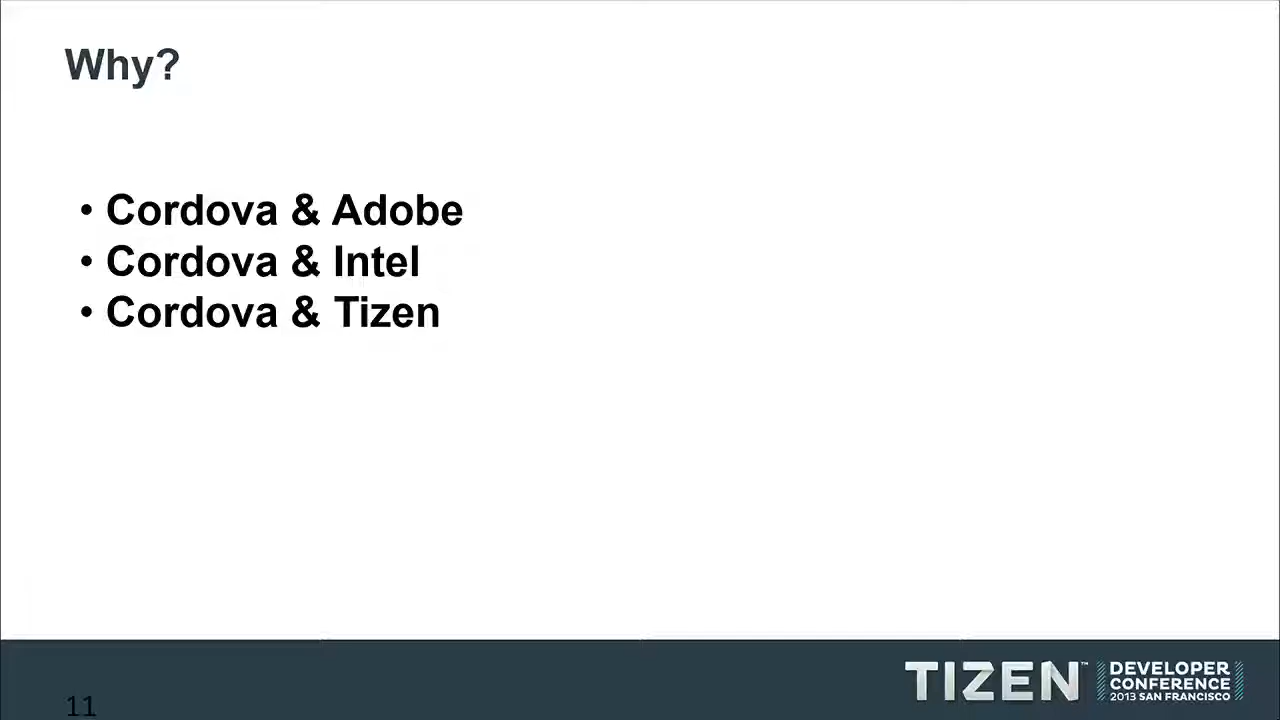 Why?
• Cordova & Adobe
• Cordova & Intel
• Cordova & Tizen
11
TIZEN™
DEVELOPER
CONFERENCE
2013 SAN FRANCISCO